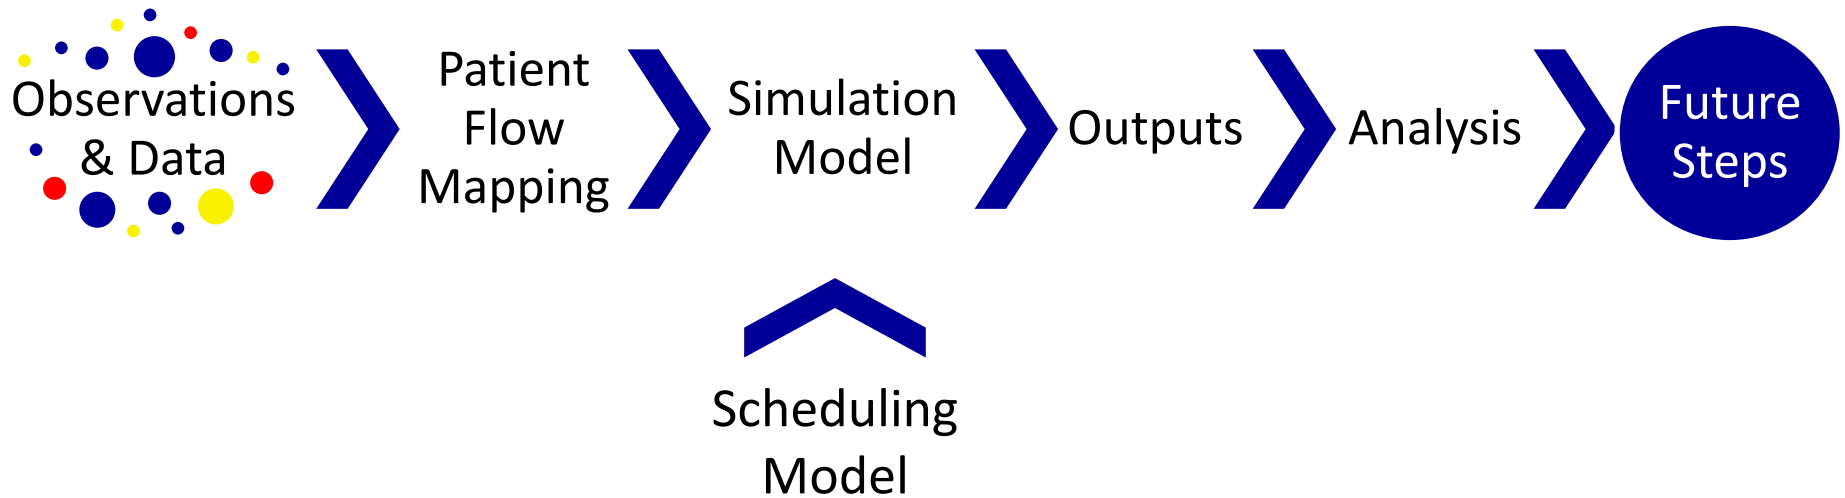 Observations
& Data
Patient
Flow
Mapping
Simulation
Model
Outputs
Analysis
Future
Steps
Scheduling
Model